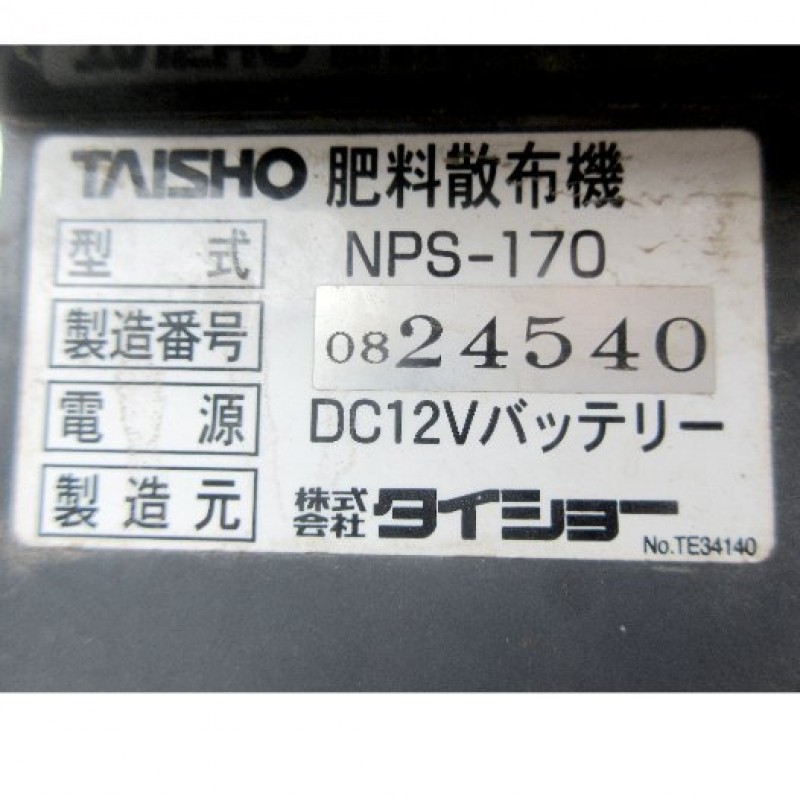 TAISHO 肥料散布機
型式 NPS-170
製造番号 0824540
電源 DC12Vバッテリー
製造元 株式会社タイショー
No.TE34140